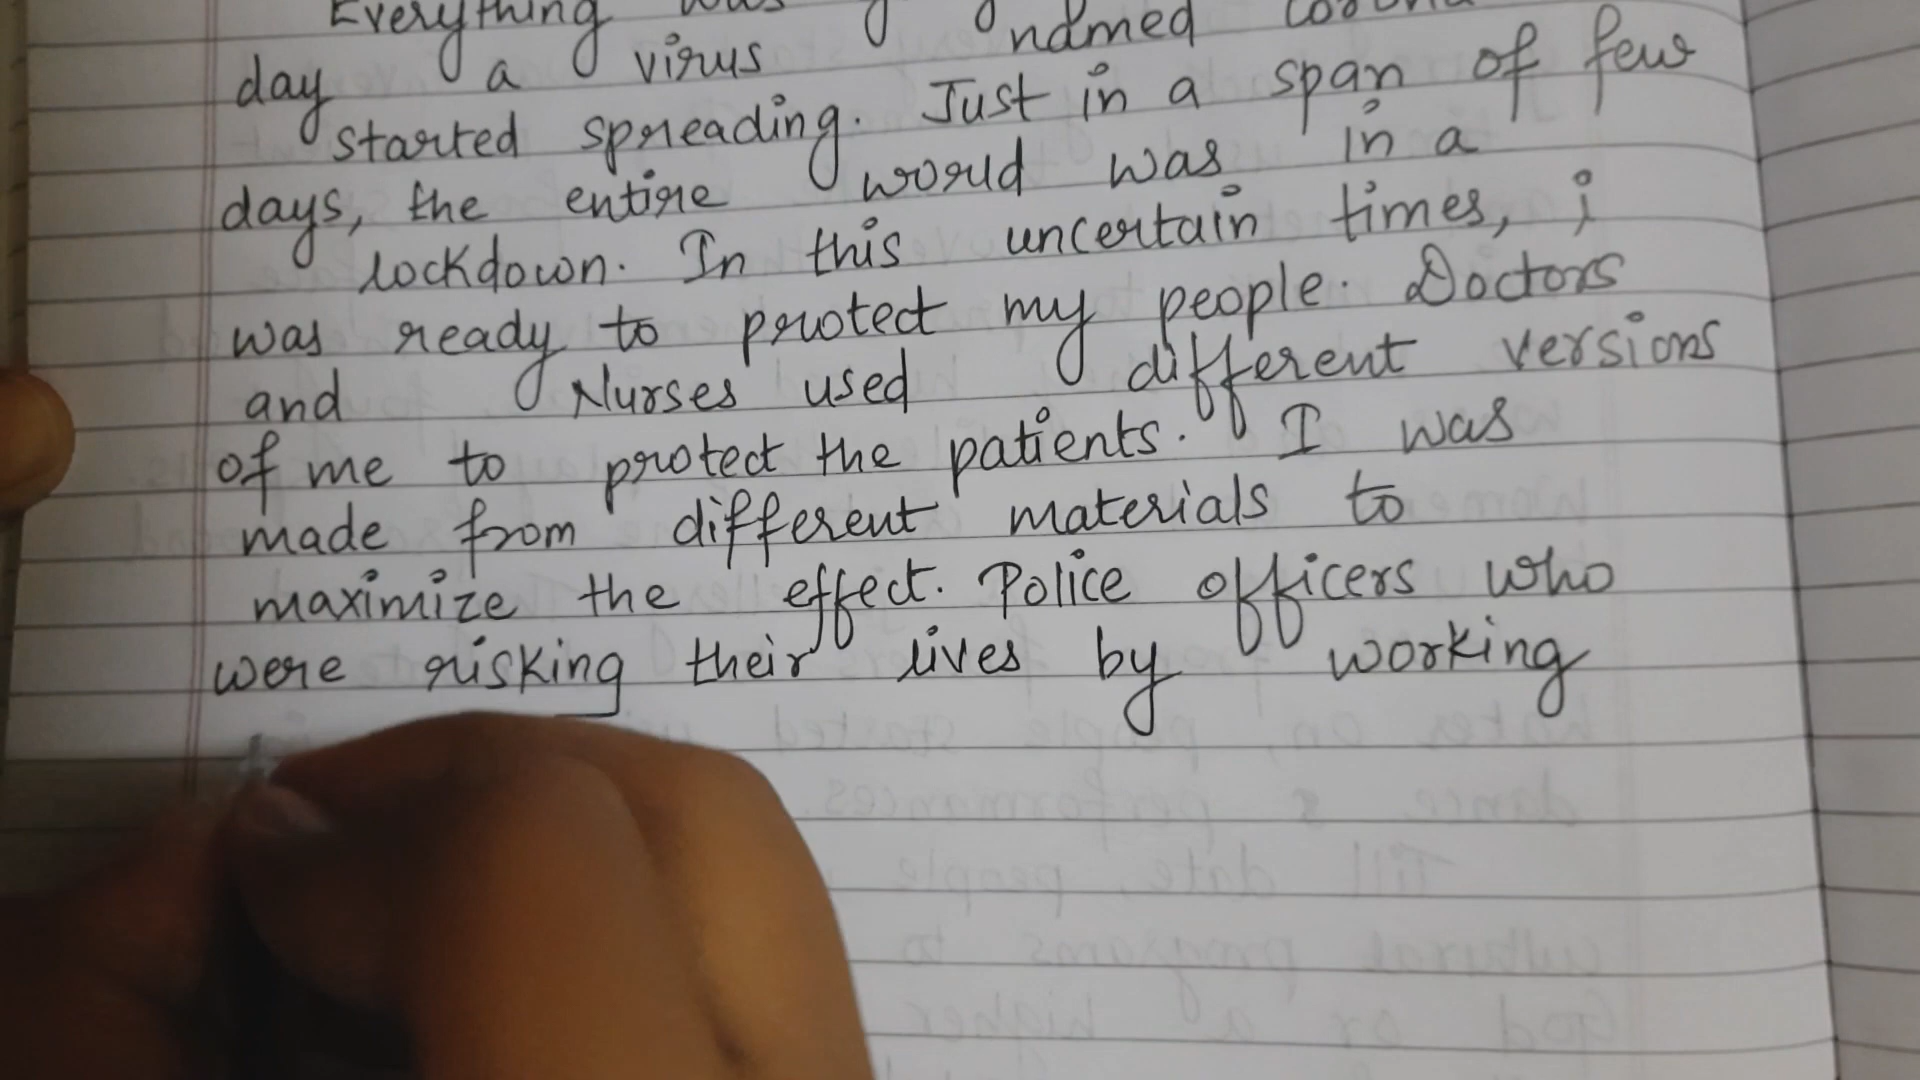 Everything was
day a virus named corona
started spreading. Just in a span of few
days, the entire world was in a
lockdown. In this uncertain times, i
was ready to protect my people. Doctors
and Nurses used different versions
of me to protect the patients. I was
made from different materials to
maximize the effect. Police officers who
were risking their lives by working